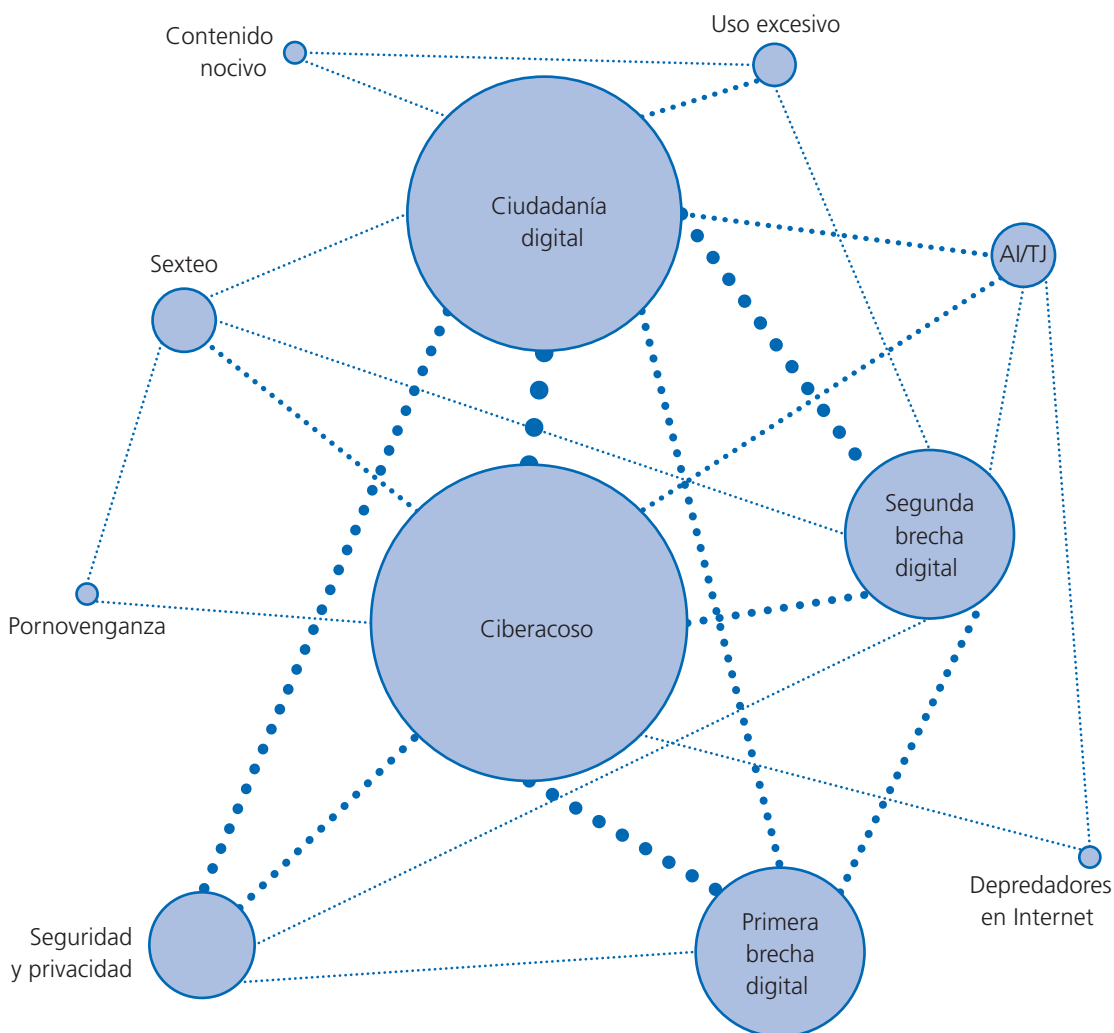 Contenido
nocivo
Uso excesivo
Ciudadanía
digital
AI/TJ
Sexteo
Segunda
brecha
digital
Pornovenganza
Ciberacoso
Depredadores
en Internet
Seguridad
y privacidad
Primera
brecha
digital